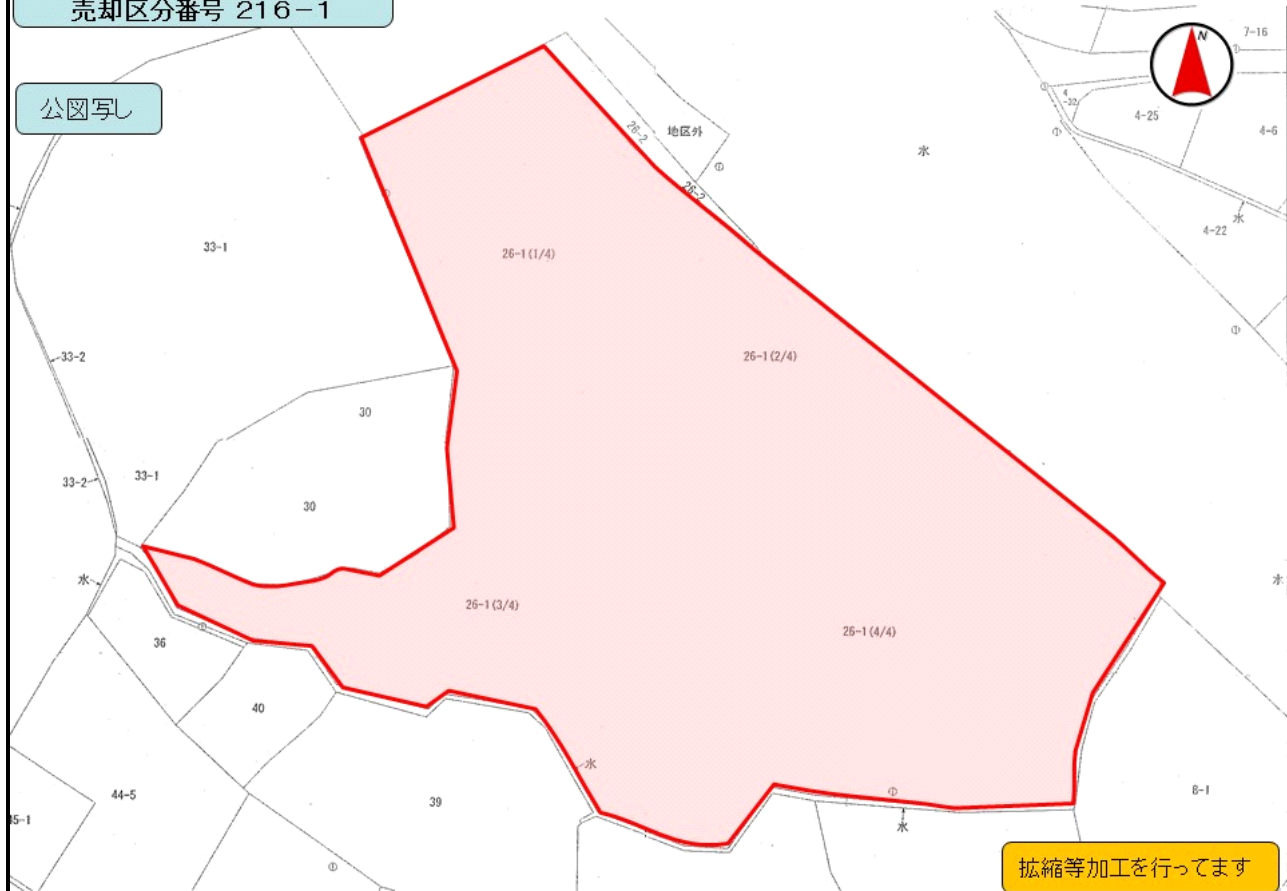 売却区分番号 216-1
公図写し
N
7-16
4-32
4-25
4-6
水
水
4-22
26-2
地区外
26-2
33-1
26-1(1/4)
33-2
26-1(2/4)
30
33-2
33-1
30
水
水
26-1(3/4)
26-1(4/4)
36
40
水
8-1
44-5
39
水
拡縮等加工を行ってます